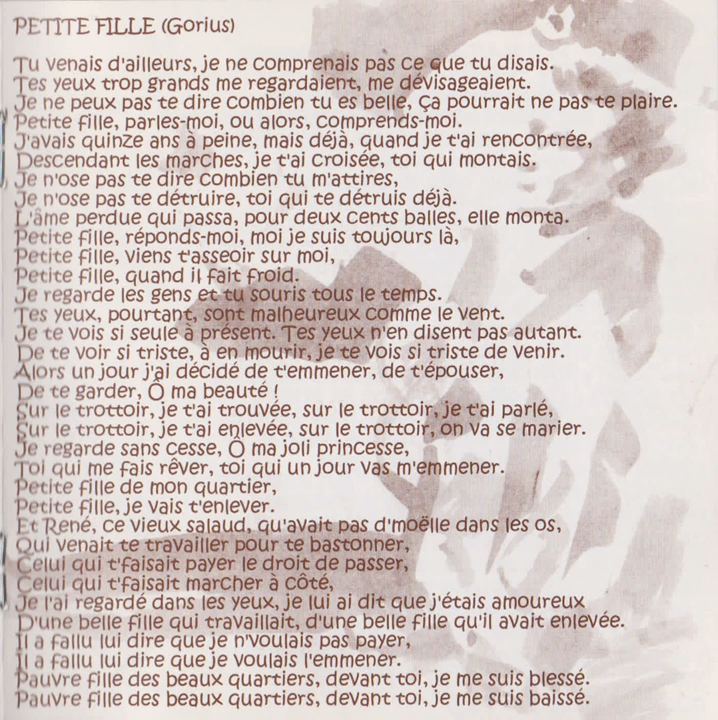 PETITE FILLE (Gorius)
Tu venais d'ailleurs, je ne comprenais pas ce que tu disais.
Tes yeux trop grands me regardaient, me dévisageaient.
Je ne peux pas te dire combien tu es belle, ça pourrait ne pas te plaire.
Petite fille, parles-moi, ou alors, comprends-moi.
J'avais quinze ans à peine, mais déjà, quand je t'ai rencontrée,
Descendant les marches, je t'ai croisée, toi qui montais.
Je n'ose pas te dire combien tu m'attires,
Je n'ose pas te détruire, toi qui te détruis déjà.
L'âme perdue qui passa, pour deux cents balles, elle monta.
Petite fille, réponds-moi, moi je suis toujours là,
Petite fille, viens t'asseoir sur moi,
Petite fille, quand il fait froid.
Je regarde les gens et tu souris tous le temps.
Tes yeux, pourtant, sont malheureux comme le vent.
Je te vois si seule à présent. Tes yeux n'en disent pas autant.
De te voir si triste, à en mourir, je te vois si triste de venir.
Alors un jour j'ai décidé de t'emmener, de t'épouser,
De te garder, Ô ma beauté !
Sur le trottoir, je t'ai trouvée, sur le trottoir, je t'ai parlé,
Sur le trottoir, je t'ai enlevée, sur le trottoir, on va se marier.
Je regarde sans cesse, Ô ma joli princesse,
Toi qui me fais rêver, toi qui un jour vas m'emmener.
Petite fille de mon quartier,
Petite fille, je vais t'enlever.
Et René, ce vieux salaud, qu'avait pas d'moëlle dans les os,
Qui venait te travailler pour te bastonner,
Celui qui t'faisait payer le droit de passer,
Celui qui t'faisait marcher à côté,
Je l'ai regardé dans les yeux, je lui ai dit que j'étais amoureux
D'une belle fille qui travaillait, d'une belle fille qu'il avait enlevée.
Il a fallu lui dire que je n'voulais pas payer,
Il a fallu lui dire que je voulais l'emmener.
Pauvre fille des beaux quartiers, devant toi, je me suis blessé.
Pauvre fille des beaux quartiers, devant toi, je me suis baissé.